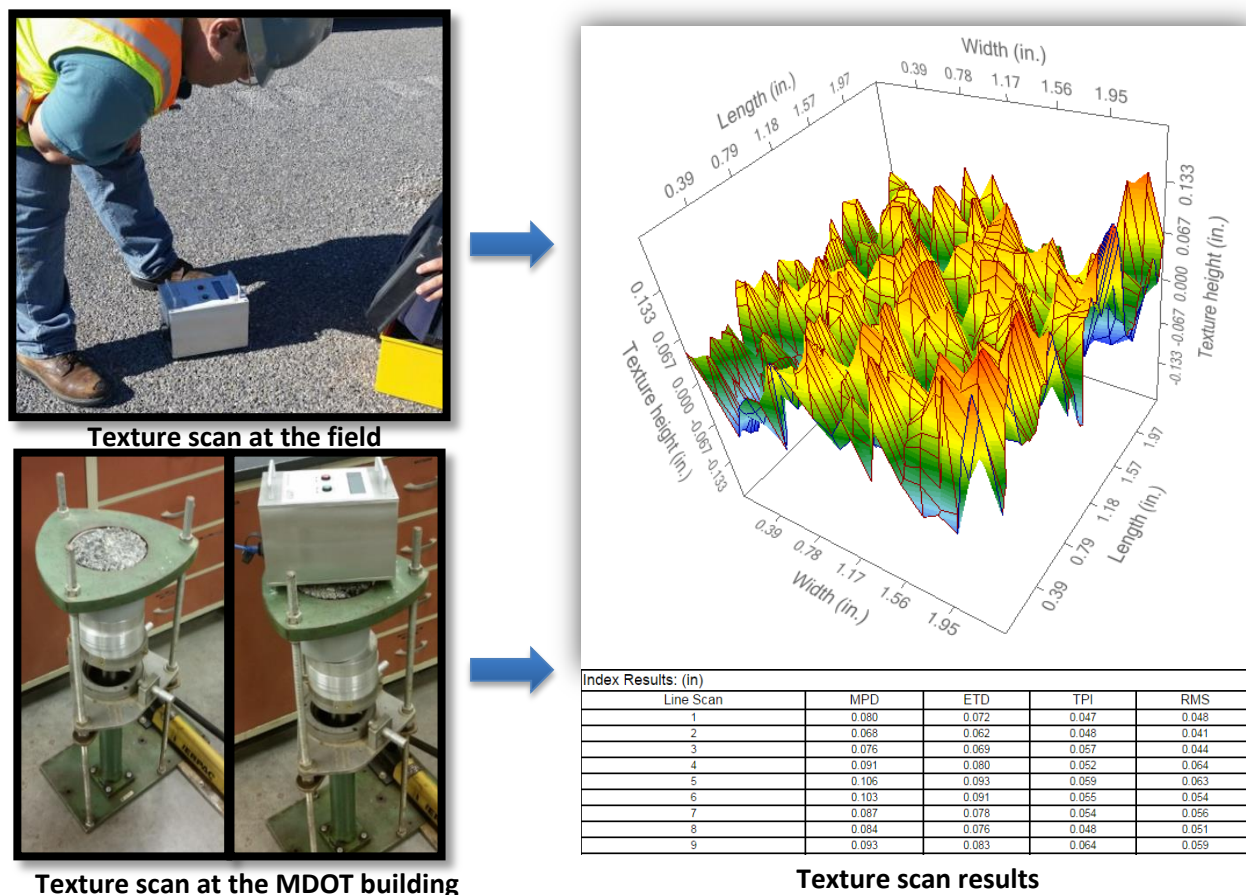 Texture scan at the field
Texture scan at the MDOT building
Width (in.)
0.39 0.78 1.17 1.56 1.95
Length (in.)
0.39 0.79 1.18 1.57 1.97
0.133 0.067 0.000 -0.067 -0.133
Texture height (in.)
0.133 0.067 0.000 -0.067 -0.133
Texture height (in.)
0.39 0.78 1.17 1.56 1.95
Width (in.)
0.39 0.79 1.18 1.57 1.97
Length (in.)
Index Results: (in)
Line Scan MPD ETD TPI RMS
1 0.080 0.072 0.047 0.048
2 0.068 0.062 0.048 0.041
3 0.076 0.069 0.057 0.044
4 0.091 0.080 0.052 0.064
5 0.106 0.093 0.059 0.063
6 0.103 0.091 0.055 0.054
7 0.087 0.078 0.054 0.056
8 0.084 0.076 0.048 0.051
9 0.093 0.083 0.064 0.059
Texture scan results